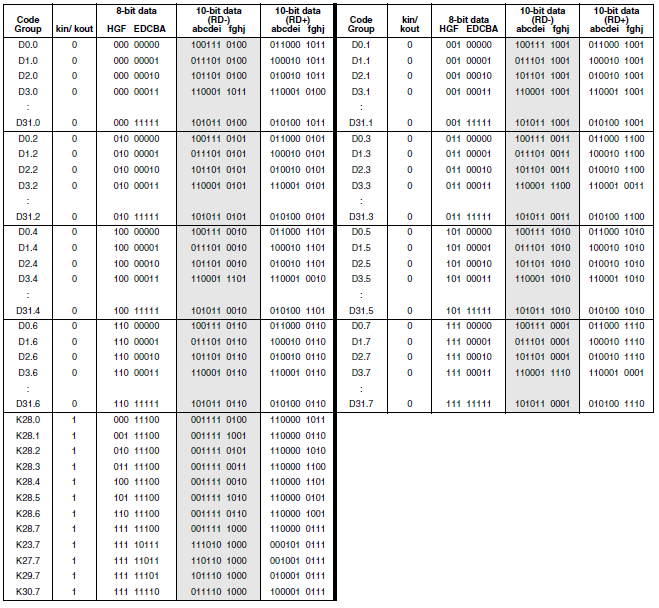 8-bit data 10-bit data (RD-) 10-bit data (RD+)
Code Group kin/ kout HGF EDCBA abcdei fghj abcdei fghj
D0.0 0 000 00000 100111 0100 011000 1011
D1.0 0 000 00001 011101 0100 100010 1011
D2.0 0 000 00010 101101 0100 010010 1011
D3.0 0 000 00011 110001 1011 110001 0100
:
D31.0 0 000 11111 101011 0100 010100 1011
D0.2 0 010 00000 100111 0101 011000 0101
D1.2 0 010 00001 011101 0101 100010 0101
D2.2 0 010 00010 101101 0101 010010 0101
D3.2 0 010 00011 110001 0101 110001 0101
:
D31.2 0 010 11111 101011 0101 010100 0101
D0.4 0 100 00000 100111 0010 011000 1101
D1.4 0 100 00001 011101 0010 100010 1101
D2.4 0 100 00010 101101 0010 010010 1101
D3.4 0 100 00011 110001 1101 110001 0010
:
D31.4 0 100 11111 101011 0010 010100 1101
D0.6 0 110 00000 100111 0110 011000 0110
D1.6 0 110 00001 011101 0110 100010 0110
D2.6 0 110 00010 101101 0110 010010 0110
D3.6 0 110 00011 110001 0110 110001 0110
:
D31.6 0 110 11111 101011 0110 010100 0110
K28.0 1 000 11100 001111 0100 110000 1011
K28.1 1 001 11100 001111 1001 110000 0110
K28.2 1 010 11100 001111 0101 110000 1010
K28.3 1 011 11100 001111 0011 110000 1100
K28.4 1 100 11100 001111 0010 110000 1101
K28.5 1 101 11100 001111 1010 110000 0101
K28.6 1 110 11100 001111 0110 110000 1001
K28.7 1 111 11100 001111 1000 110000 0111
K23.7 1 111 10111 111010 1000 000101 0111
K27.7 1 111 11011 110110 1000 001001 0111
K29.7 1 111 11101 101110 1000 010001 0111
K30.7 1 111 11110 011110 1000 100001 0111
8-bit data 10-bit data (RD-) 10-bit data (RD+)
Code Group kin/ kout HGF EDCBA abcdei fghj abcdei fghj
D0.1 0 001 00000 100111 1001 011000 1001
D1.1 0 001 00001 011101 1001 100010 1001
D2.1 0 001 00010 101101 1001 010010 1001
D3.1 0 001 00011 110001 1001 110001 1001
:
D31.1 0 001 11111 101011 1001 010100 1001
D0.3 0 011 00000 100111 0011 011000 1100
D1.3 0 011 00001 011101 0011 100010 1100
D2.3 0 011 00010 101101 0011 010010 1100
D3.3 0 011 00011 110001 1100 110001 0011
:
D31.3 0 011 11111 101011 0011 010100 1100
D0.5 0 101 00000 100111 1010 011000 1010
D1.5 0 101 00001 011101 1010 100010 1010
D2.5 0 101 00010 101101 1010 010010 1010
D3.5 0 101 00011 110001 1010 110001 1010
:
D31.5 0 101 11111 101011 1010 010100 1010
D0.7 0 111 00000 100111 0001 011000 1110
D1.7 0 111 00001 011101 0001 100010 1110
D2.7 0 111 00010 101101 0001 010010 1110
D3.7 0 111 00011 110001 1110 110001 0001
:
D31.7 0 111 11111 101011 0001 010100 1110